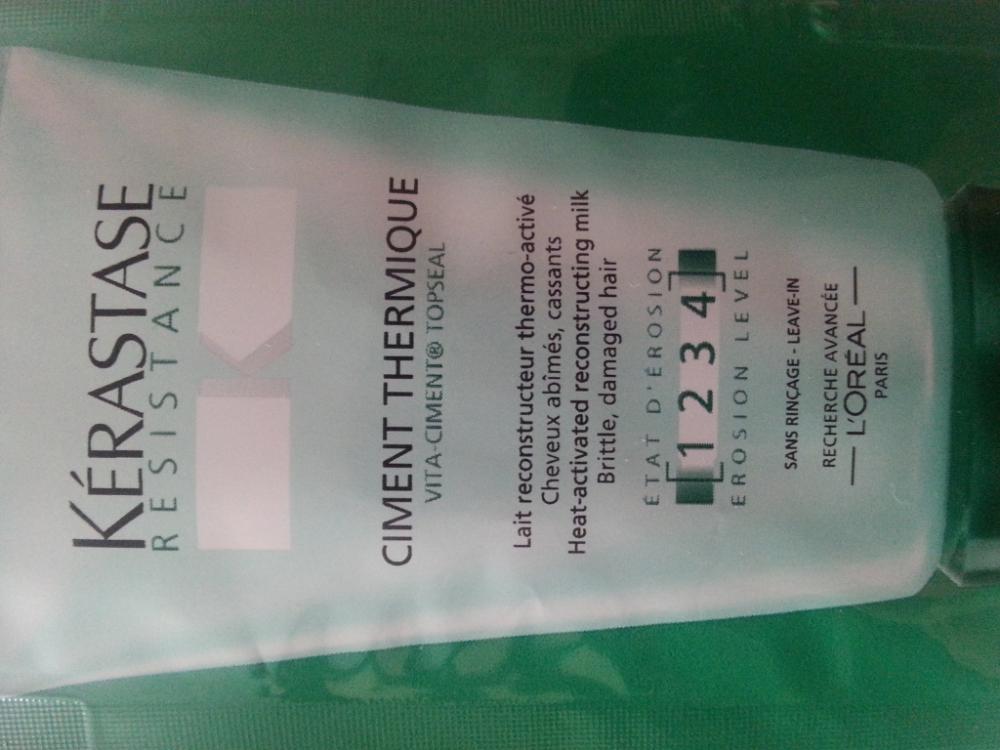 KÉRASTASE
RESISTANCE
CIMENT THERMIQUE
VITA-CIMENT® TOPSEAL
Lait reconstructeur thermo-activé
Cheveux abîmés, cassants
Heat-activated reconstructing milk
Brittle, damaged hair
ÉTAT D'ÉROSION
[1 2 3 4]
EROSION LEVEL
SANS RINÇAGE - LEAVE-IN
RECHERCHE AVANCÉE
L'ORÉAL
PARIS